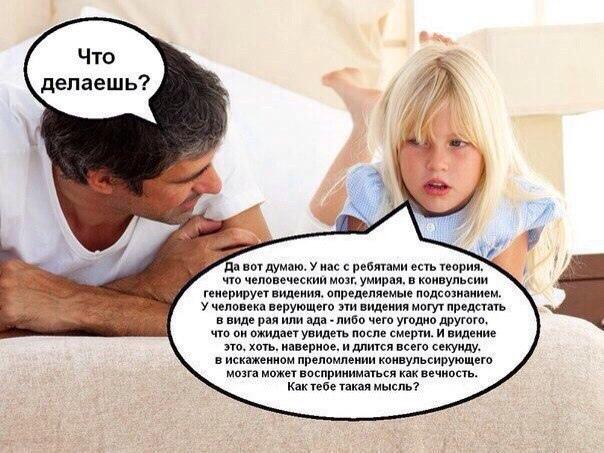 Что
делаешь?
Да вот думаю. У нас с ребятами есть теория,
что человеческий мозг, умирая, в конвульсии
генерирует видения, определяемые подсознанием.
У человека верующего эти видения могут предстать
в виде рая или ада - либо чего угодно другого,
что он ожидает увидеть после смерти. И видение
это, хоть, наверное, и длится всего секунду,
в искаженном преломлении конвульсирующего
мозга может восприниматься как вечность.
Как тебе такая мысль?